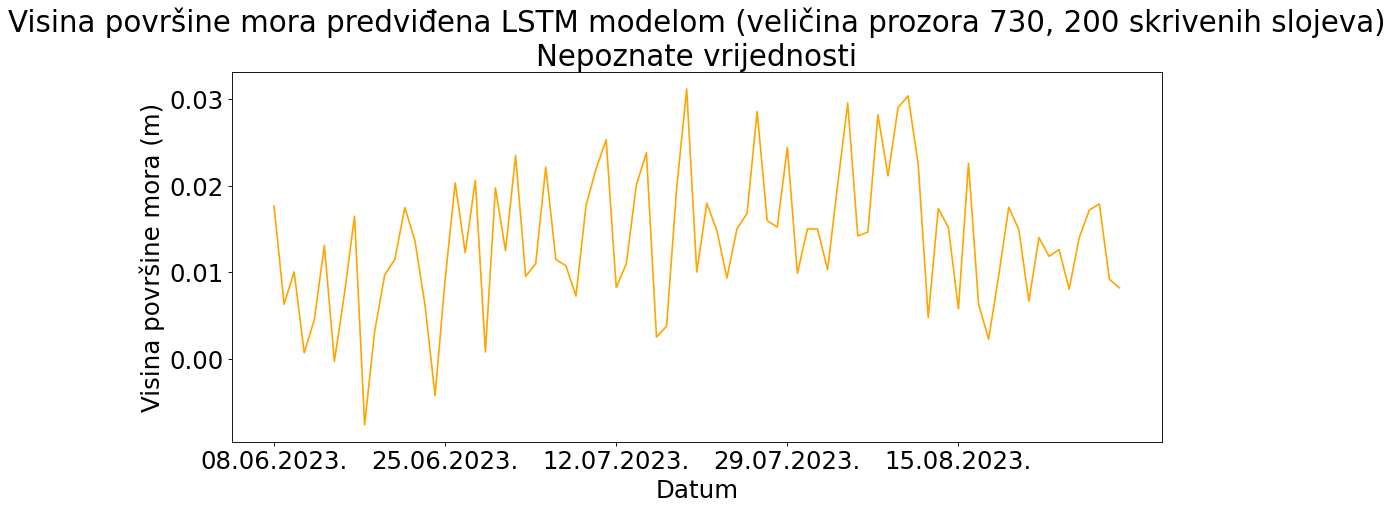 Visina površine mora predviđena LSTM modelom (veličina prozora 730, 200 skrivenih slojeva)
Nepoznate vrijednosti
Visina površine mora (m)
0.03
0.02
0.01
0.00
08.06.2023. 25.06.2023. 12.07.2023. 29.07.2023. 15.08.2023.
Datum